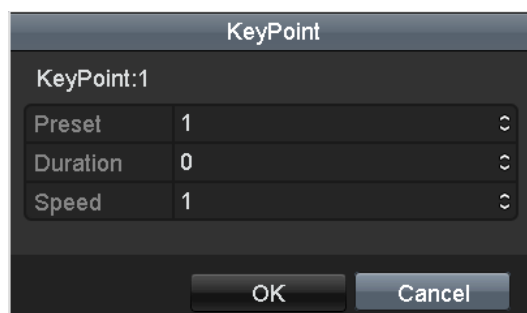 KeyPoint
KeyPoint:1
Preset 1
Duration 0
Speed 1
OK Cancel